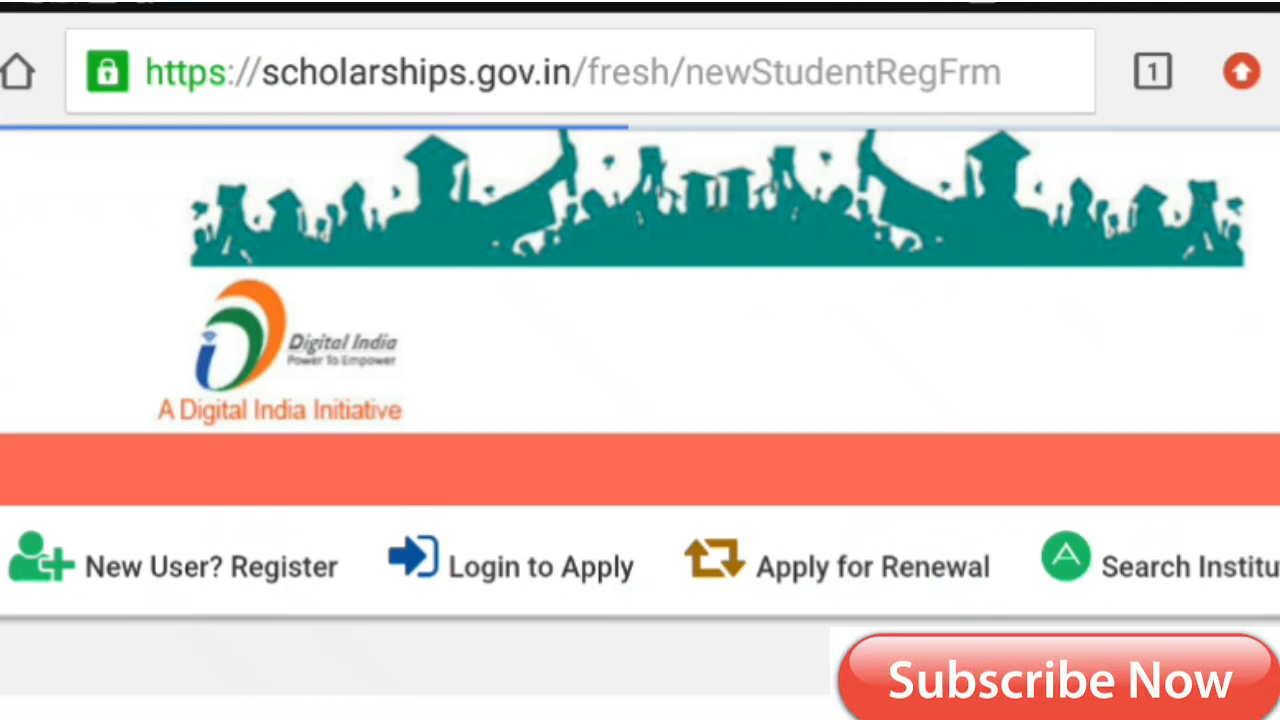 https://scholarships.gov.in/fresh/newStudentRegFrm
1
Digital India
Power To Empower
A Digital India Initiative
New User? Register
Login to Apply
Apply for Renewal
Search Institu
Subscribe Now